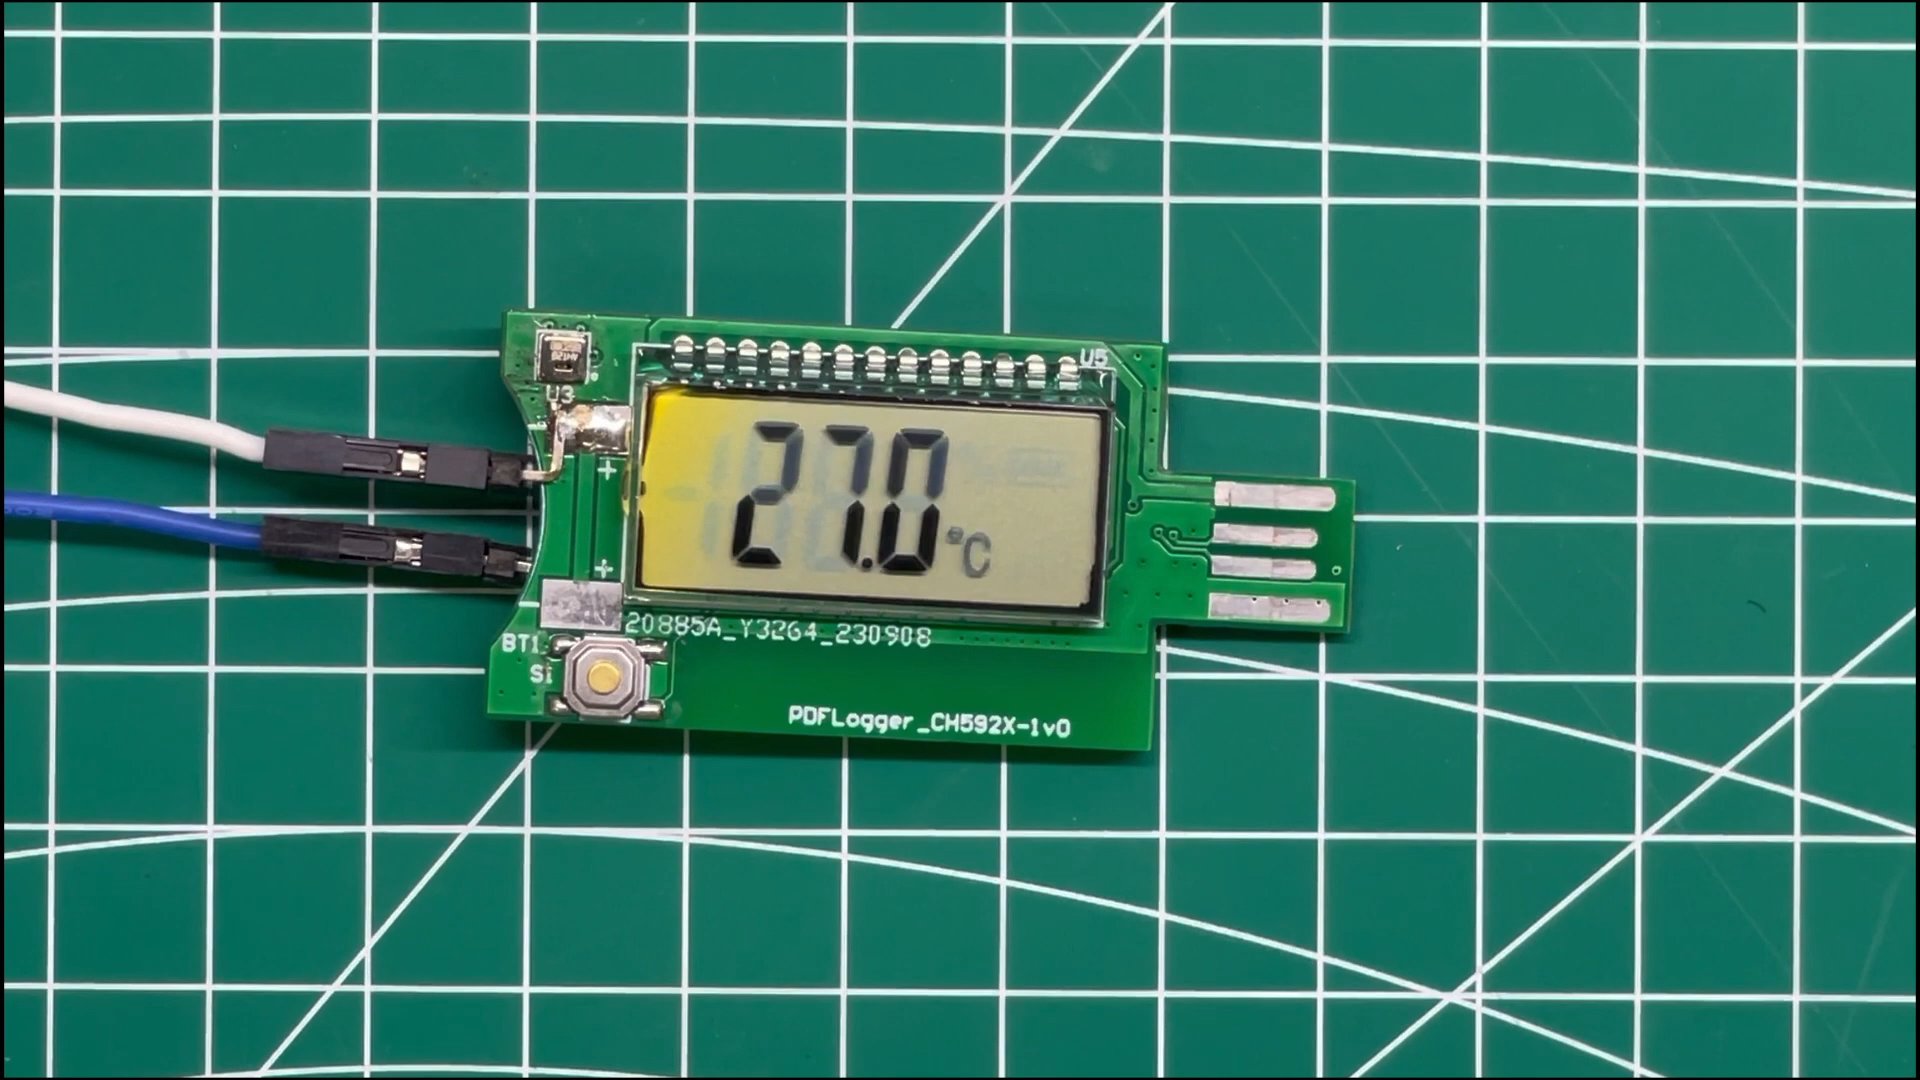 U5
U3
+
27.0 °C
+
20885A_Y3264_230908
BT1
S1
PDFLogger_CH592X-1v0